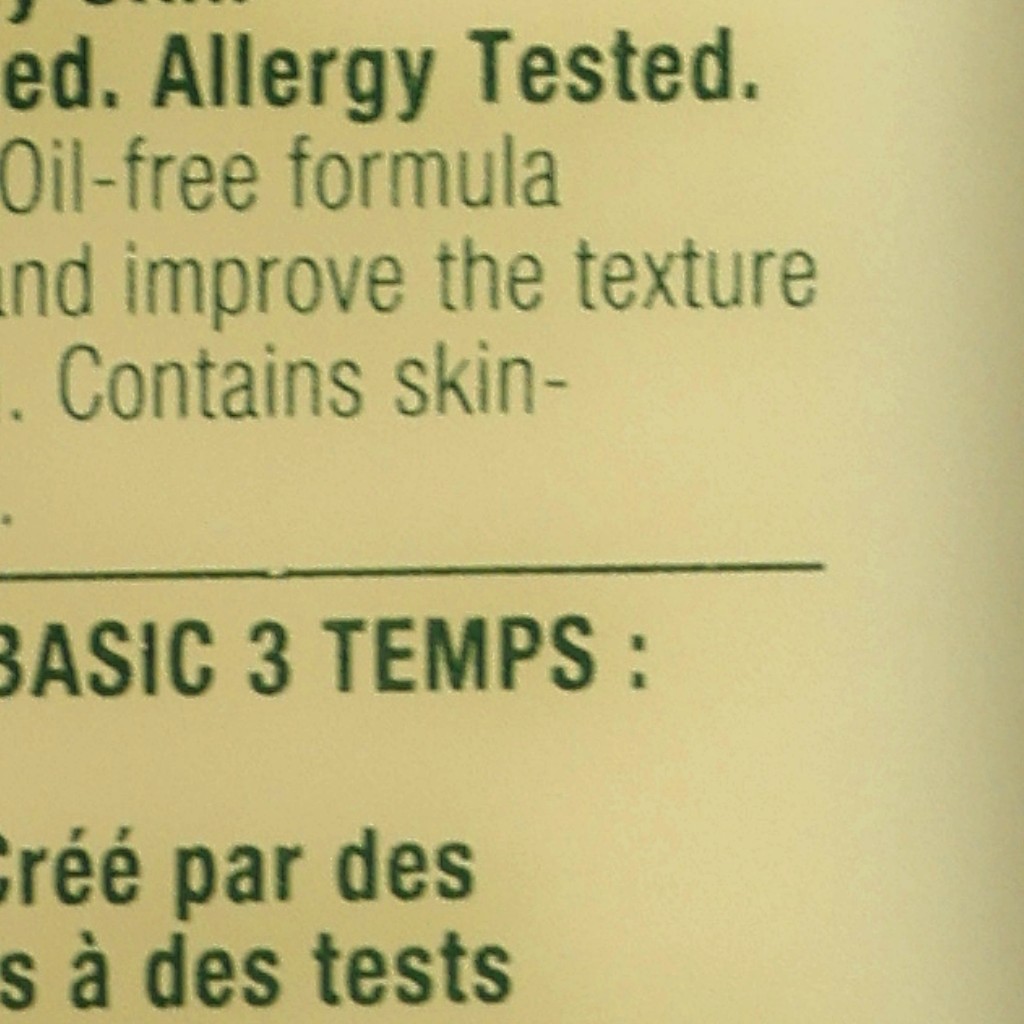 ed. Allergy Tested.
Oil-free formula
and improve the texture
. Contains skin-
.
BASIC 3 TEMPS :
Créé par des
s à des tests